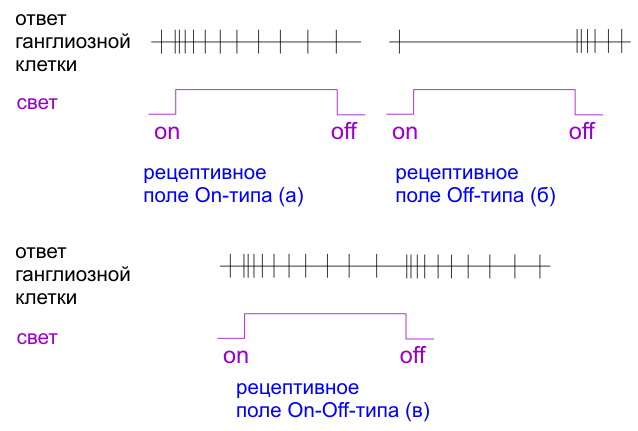 ответ
ганглиозной
клетки
свет
on off on off
рецептивное
поле On-типа (а)
рецептивное
поле Off-типа (б)
ответ
ганглиозной
клетки
свет
on off
рецептивное
поле On-Off-типа (в)